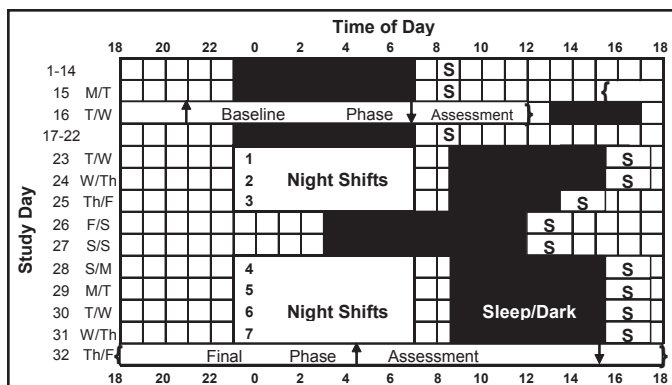 Time of Day
18 20 22 0 2 4 6 8 10 12 14 16 18
Study Day
1-14 S
15 M/T S {
16 T/W Baseline Phase Assessment }
17-22 S
23 T/W 1 S
24 W/Th 2 Night Shifts S
25 Th/F 3 S
26 F/S S
27 S/S S
28 S/M 4 S
29 M/T 5 S
30 T/W 6 Night Shifts Sleep/Dark S
31 W/Th 7 S
32 Th/F { Final Phase Assessment }
18 20 22 0 2 4 6 8 10 12 14 16 18